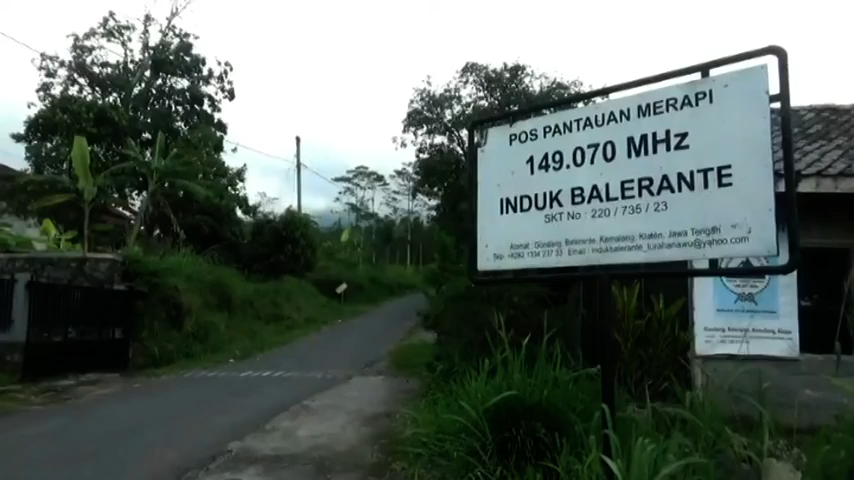 POS PANTAUAN MERAPI
149.070 MHz
INDUK BALERANTE
SKT No : 220 / 735 / 23
Alamat : Gondang, Balerante, Kemalang, Klaten, Jawa Tengah
Email : indukbalerante_turahanawu@yahoo.com